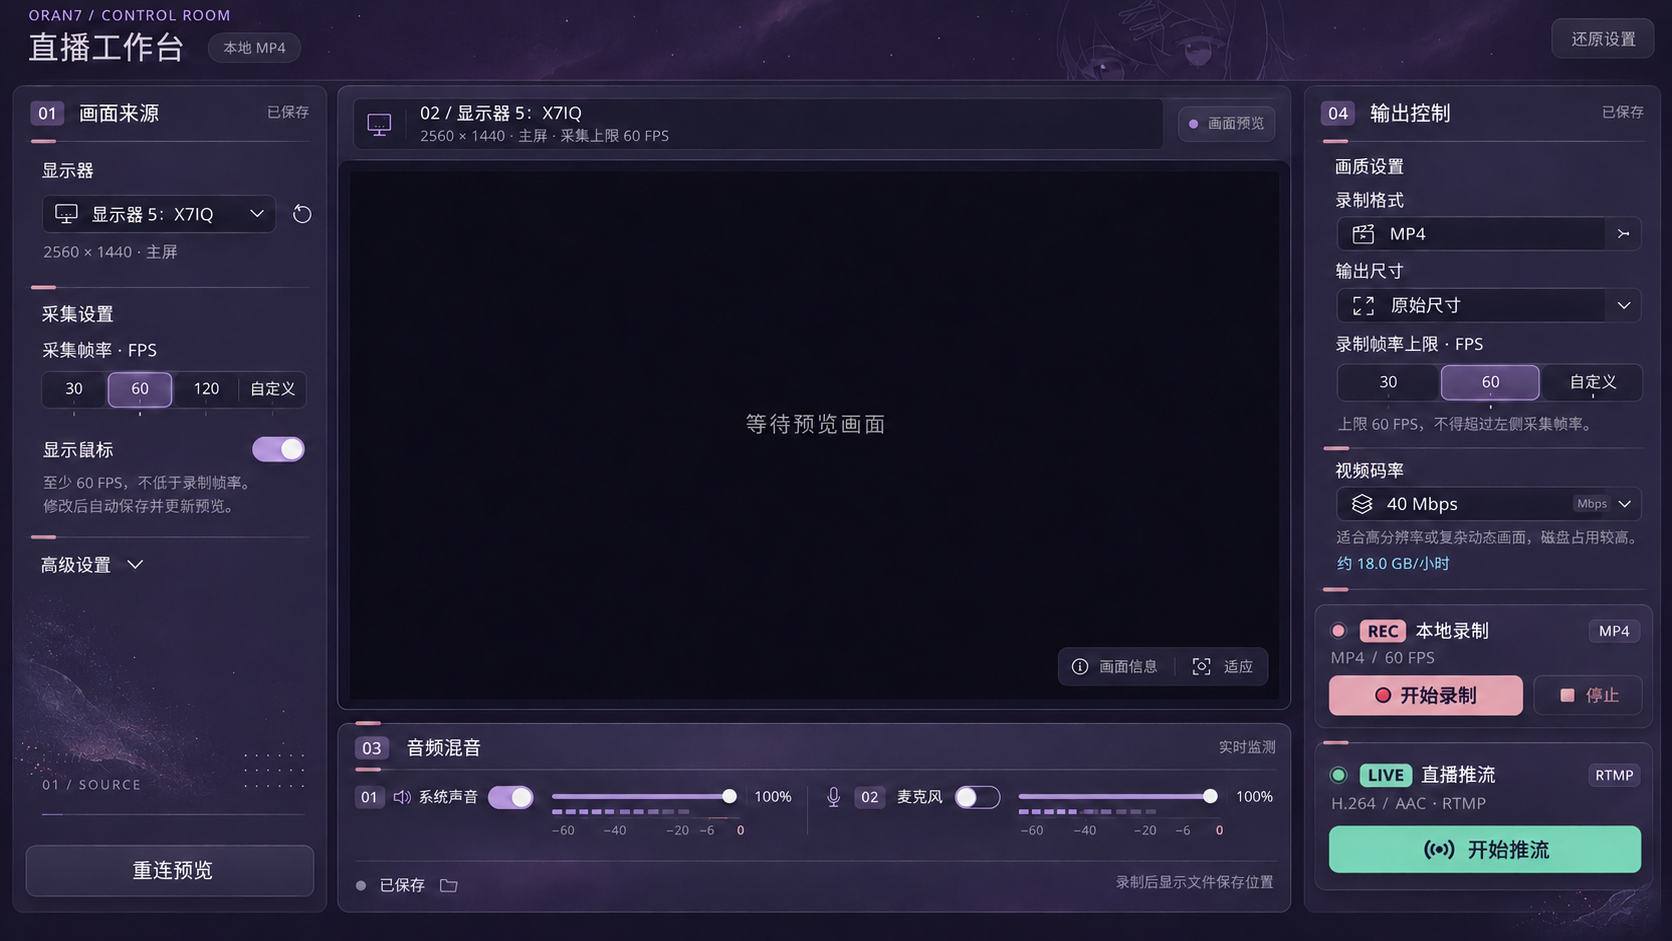 ORAN7 / CONTROL ROOM
直播工作台
本地 MP4
还原设置
01 画面来源
已保存
显示器
显示器 5：X7IQ
2560 × 1440 · 主屏
采集设置
采集帧率 · FPS
30 60 120 自定义
显示鼠标
至少 60 FPS，不低于录制帧率。
修改后自动保存并更新预览。
高级设置
01 / SOURCE
重连预览
02 / 显示器 5：X7IQ
2560 × 1440 · 主屏 · 采集上限 60 FPS
画面预览
等待预览画面
画面信息 适应
03 音频混音
实时监测
01 系统声音 100%
−60 −40 −20 −6 0
02 麦克风 100%
−60 −40 −20 −6 0
已保存
录制后显示文件保存位置
04 输出控制
已保存
画质设置
录制格式
MP4
输出尺寸
原始尺寸
录制帧率上限 · FPS
30 60 自定义
上限 60 FPS，不得超过左侧采集帧率。
视频码率
40 Mbps Mbps
适合高分辨率或复杂动态画面，磁盘占用较高。
约 18.0 GB/小时
REC 本地录制 MP4
MP4 / 60 FPS
开始录制 停止
LIVE 直播推流 RTMP
H.264 / AAC · RTMP
开始推流